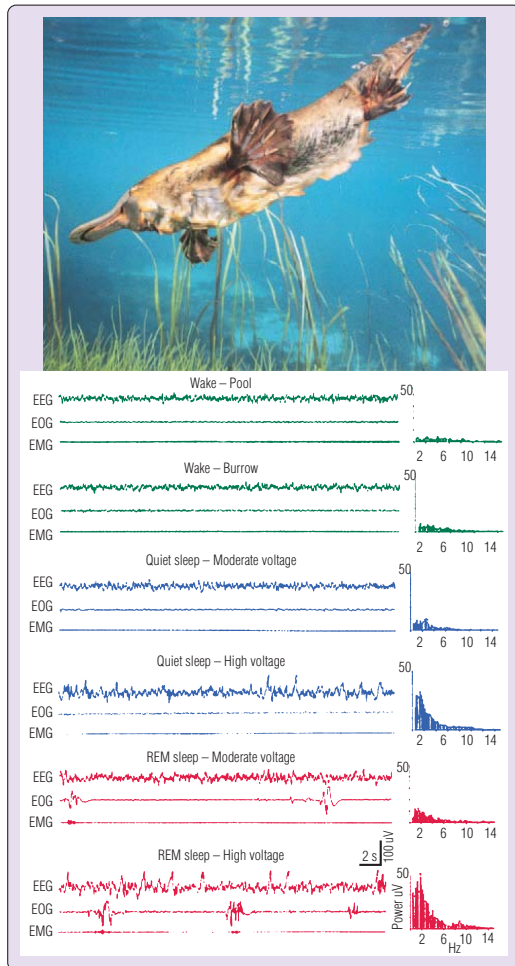 Wake – Pool
50
EEG
EOG
EMG
2 6 10 14
Wake – Burrow
50
EEG
EOG
EMG
2 6 10 14
Quiet sleep – Moderate voltage
50
EEG
EOG
EMG
2 6 10 14
Quiet sleep – High voltage
50
EEG
EOG
EMG
2 6 10 14
REM sleep – Moderate voltage
50
EEG
EOG
EMG
2 6 10 14
2 s
100 uV
REM sleep – High voltage
50
EEG
EOG
EMG
Power uV
2 6 10 14
Hz